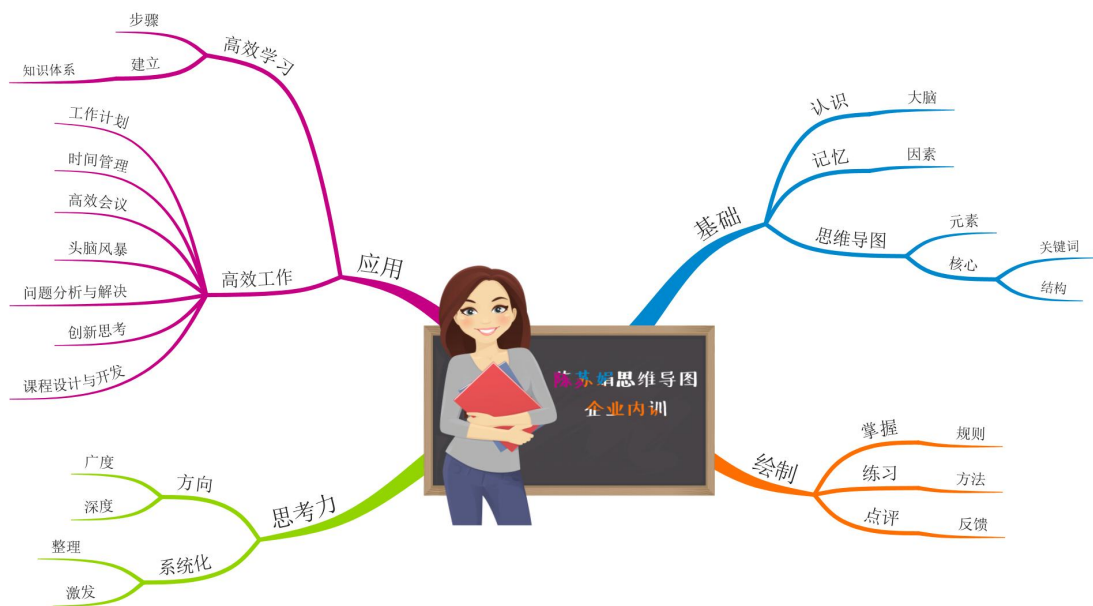 陈苏娟思维导图
企业内训
基础
认识
大脑
记忆
因素
思维导图
元素
核心
关键词
结构
绘制
掌握
规则
练习
方法
点评
反馈
思考力
方向
广度
深度
系统化
整理
激发
应用
高效学习
步骤
建立
知识体系
高效工作
工作计划
时间管理
高效会议
头脑风暴
问题分析与解决
创新思考
课程设计与开发